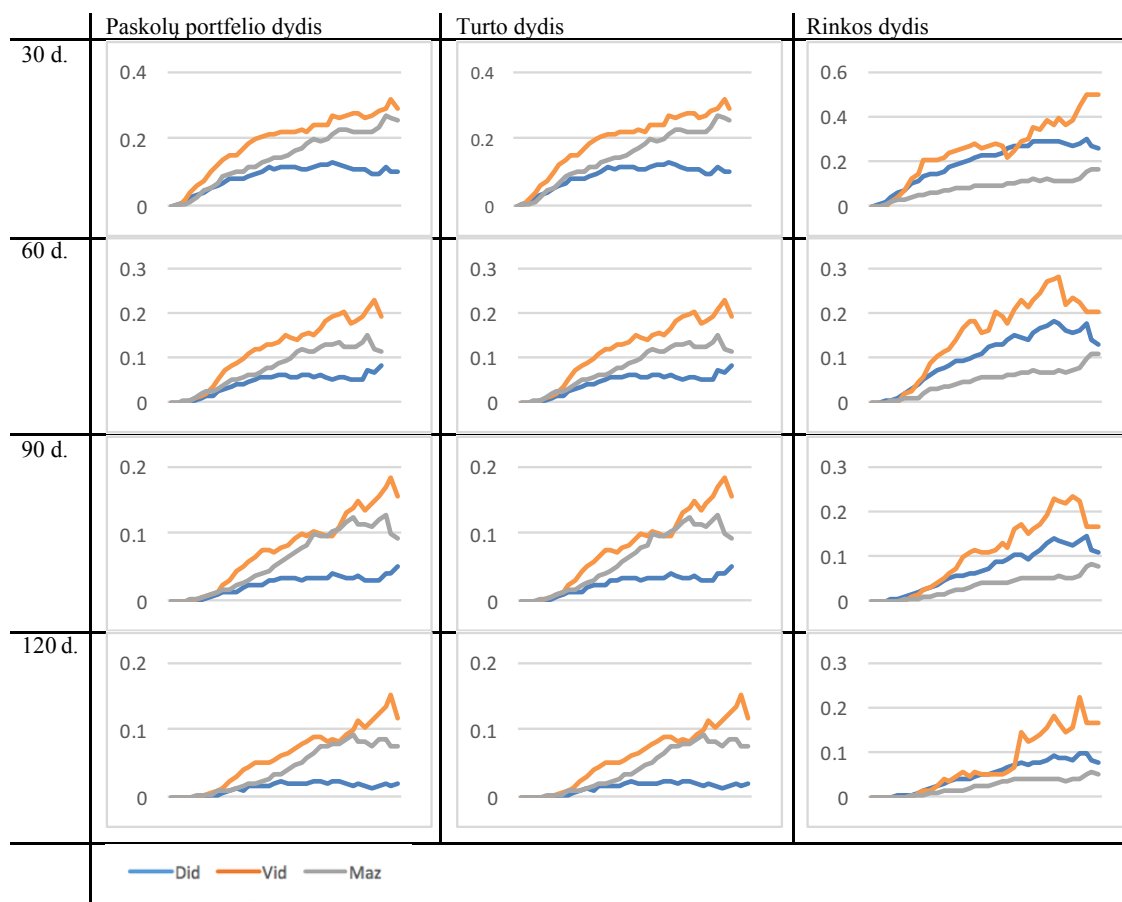 Paskolų portfelio dydis Turto dydis Rinkos dydis
30 d.
0.4 0.4 0.6
0.4
0.2 0.2
0.2
0 0 0
60 d.
0.3 0.3 0.3
0.2 0.2 0.2
0.1 0.1 0.1
0 0 0
90 d.
0.2 0.2 0.3
0.2
0.1 0.1
0.1
0 0 0
120 d.
0.2 0.2 0.3
0.2
0.1 0.1
0.1
0 0 0
Did Vid Maz